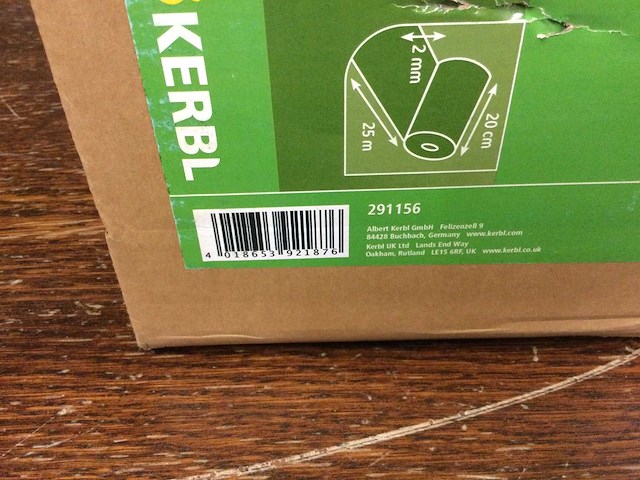 KERBL
2 mm
25 m
20 cm
291156
Albert Kerbl GmbH Felizenzell 9
84428 Buchbach, Germany www.kerbl.com
Kerbl UK Ltd Lands End Way
Oakham, Rutland LE15 6RF, UK www.kerbl.co.uk
4 018653 921876